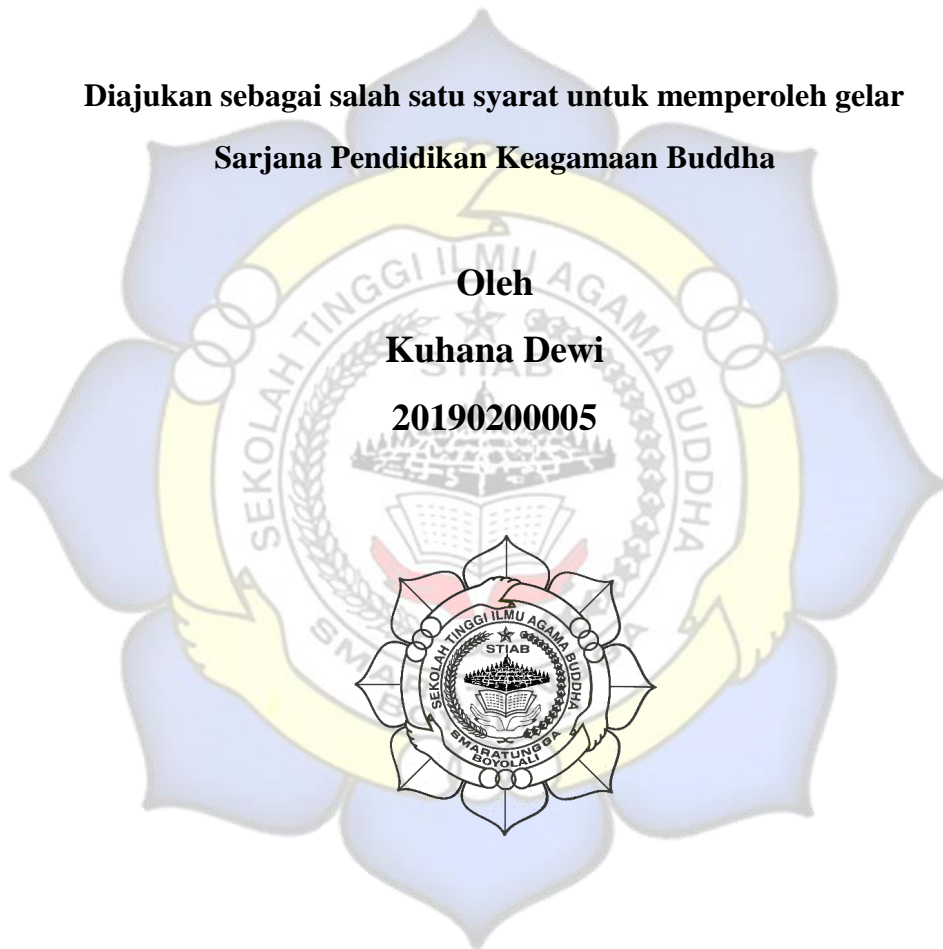 Diajukan sebagai salah satu syarat untuk memperoleh gelar
Sarjana Pendidikan Keagamaan Buddha
Oleh
Kuhana Dewi
20190200005
SEKOLAH TINGGI ILMU AGAMA BUDDHA
STIAB
SMARATUNGGA
BOYOLALI